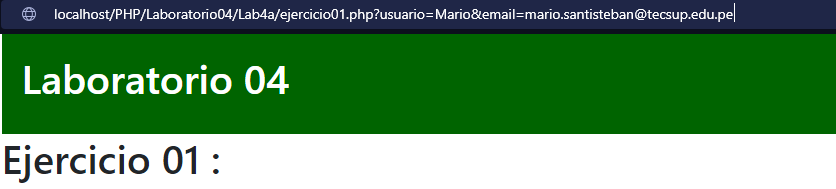 localhost/PHP/Laboratorio04/Lab4a/ejercicio01.php?usuario=Mario&email=mario.santisteban@tecsup.edu.pe
Laboratorio 04
Ejercicio 01 :